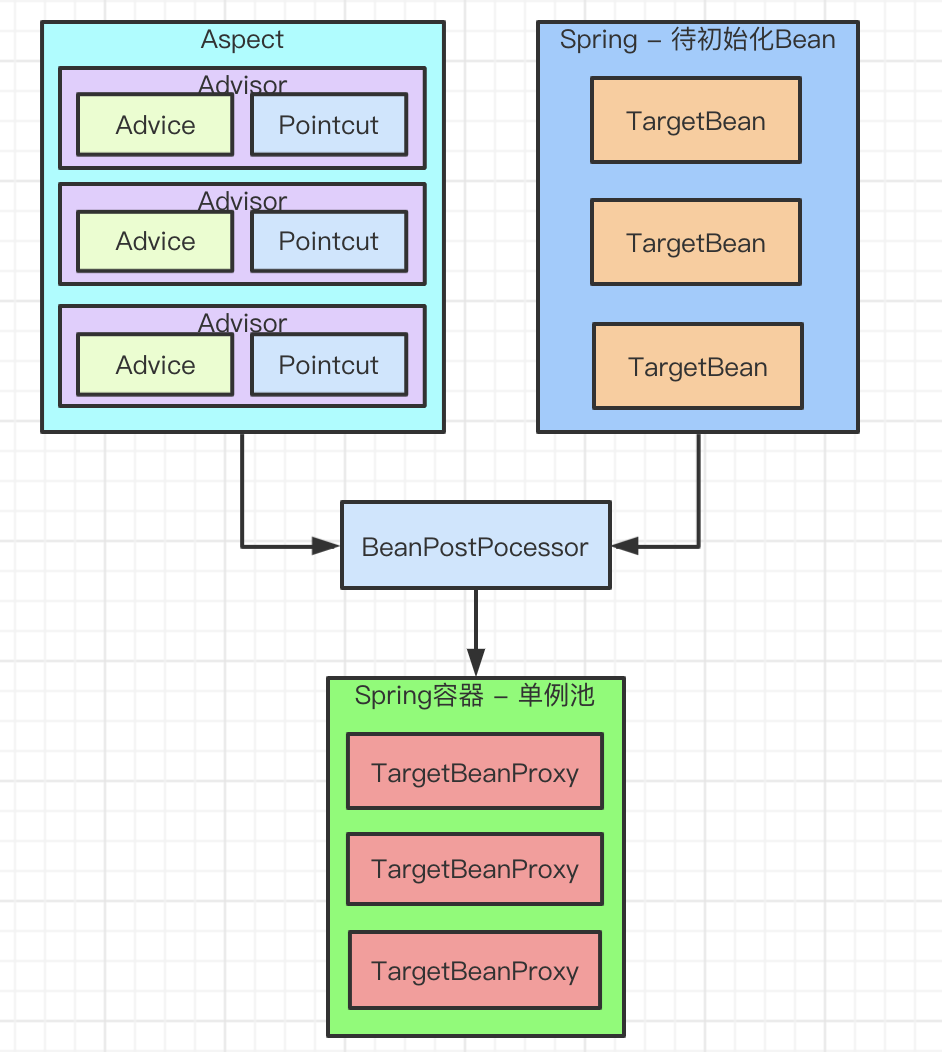 Aspect
Advisor
Advice
Pointcut
Advisor
Advice
Pointcut
Advisor
Advice
Pointcut
Spring – 待初始化Bean
TargetBean
TargetBean
TargetBean
BeanPostPocessor
Spring容器 – 单例池
TargetBeanProxy
TargetBeanProxy
TargetBeanProxy